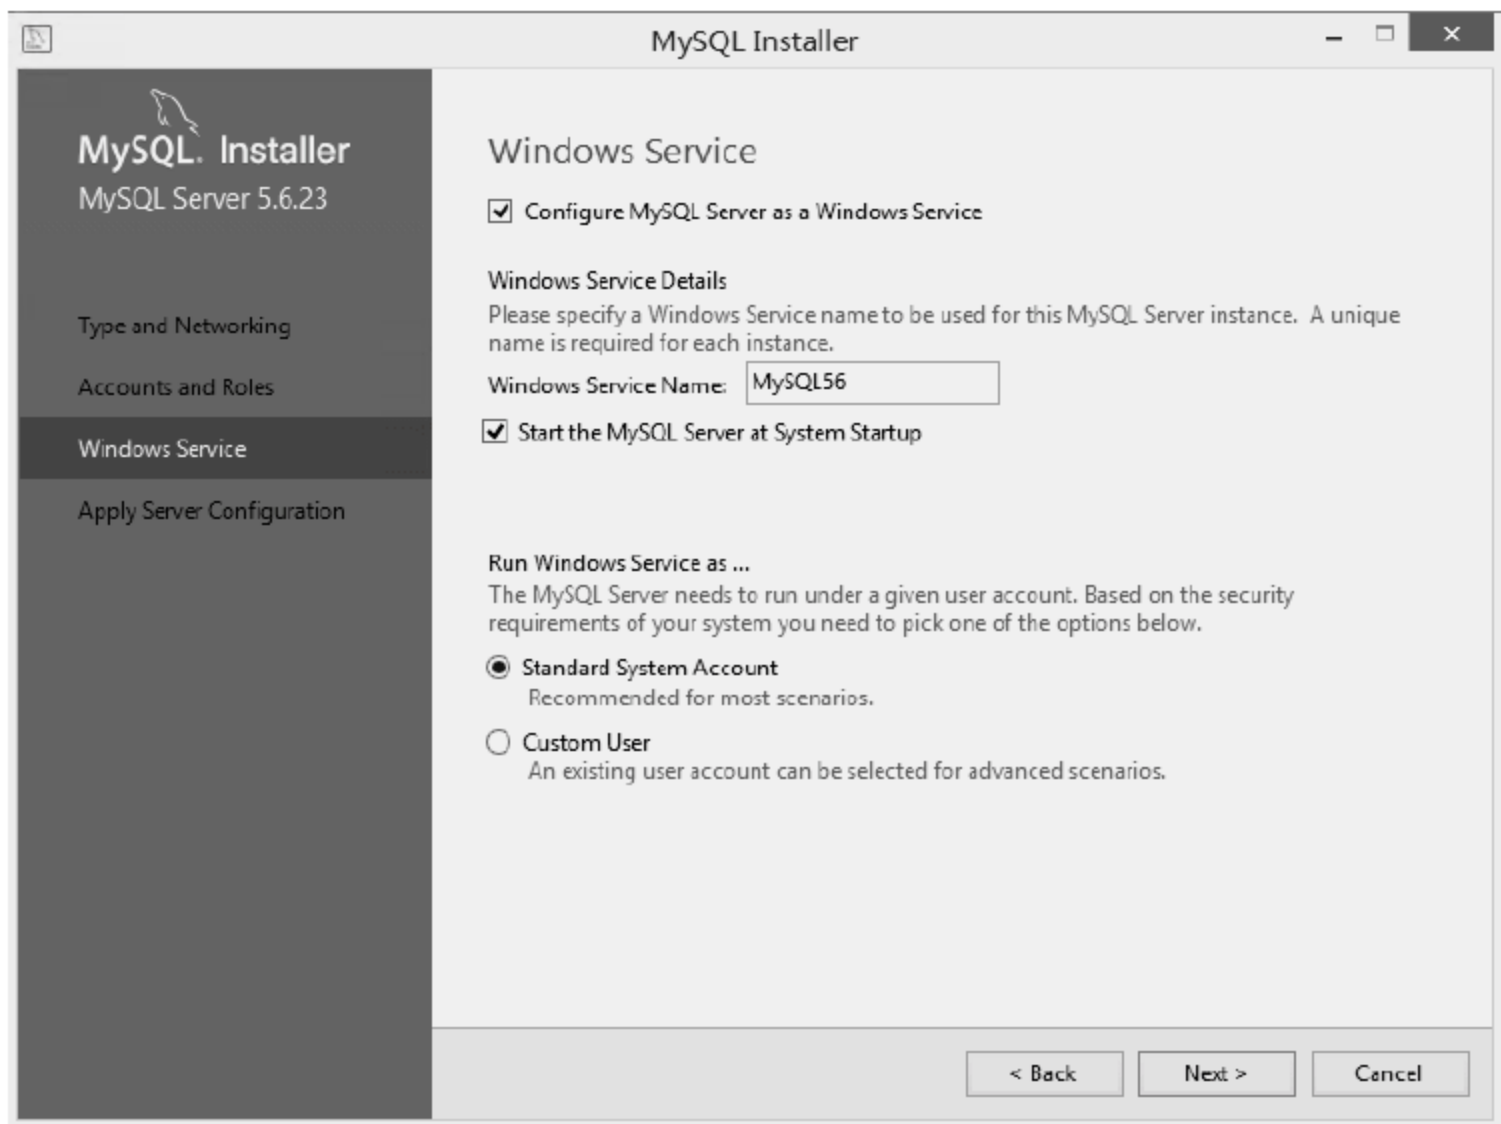 MySQL Installer
MySQL. Installer
MySQL Server 5.6.23
Type and Networking
Accounts and Roles
Windows Service
Apply Server Configuration
Windows Service
Configure MySQL Server as a Windows Service
Windows Service Details
Please specify a Windows Service name to be used for this MySQL Server instance. A unique
name is required for each instance.
Windows Service Name: MySQL56
Start the MySQL Server at System Startup
Run Windows Service as ...
The MySQL Server needs to run under a given user account. Based on the security
requirements of your system you need to pick one of the options below.
Standard System Account
Recommended for most scenarios.
Custom User
An existing user account can be selected for advanced scenarios.
< Back Next > Cancel